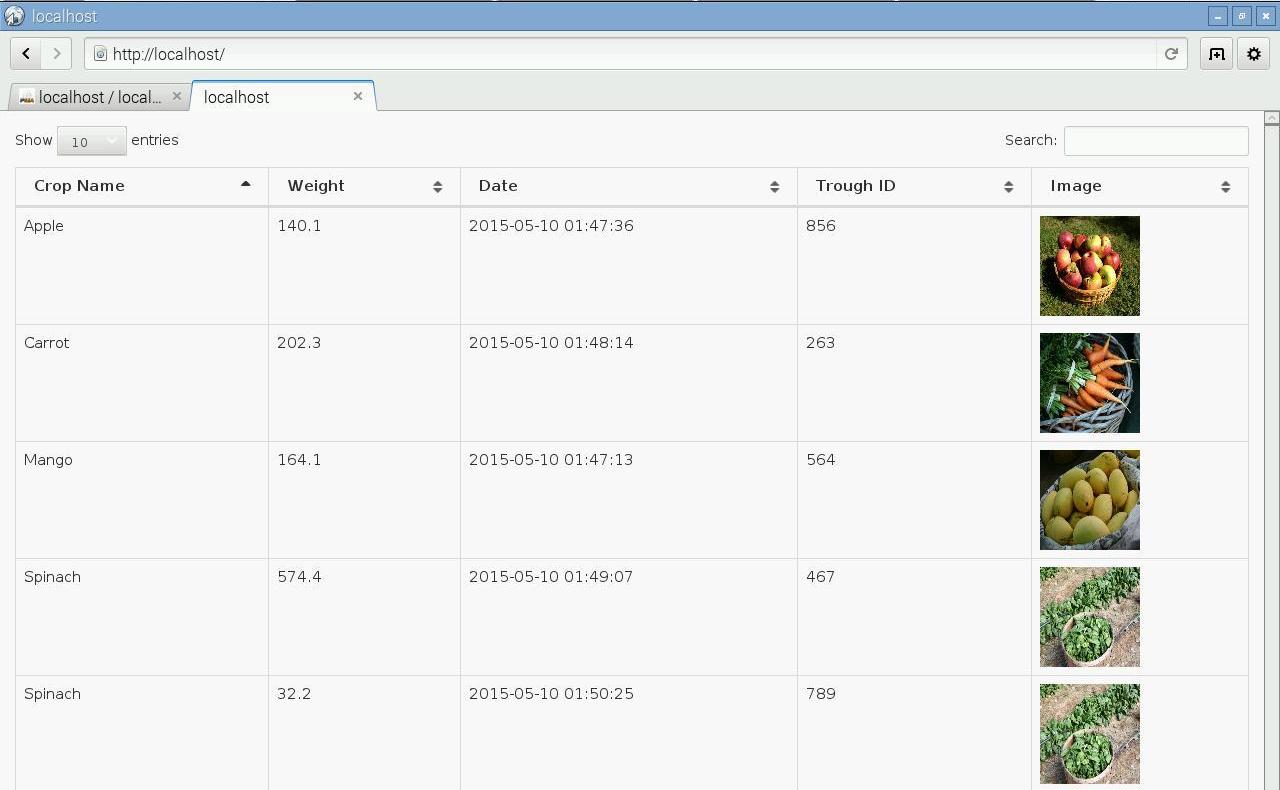 localhost
http://localhost/
localhost / local...
localhost
Show 10 entries
Search:
Crop Name Weight Date Trough ID Image
Apple 140.1 2015-05-10 01:47:36 856
Carrot 202.3 2015-05-10 01:48:14 263
Mango 164.1 2015-05-10 01:47:13 564
Spinach 574.4 2015-05-10 01:49:07 467
Spinach 32.2 2015-05-10 01:50:25 789